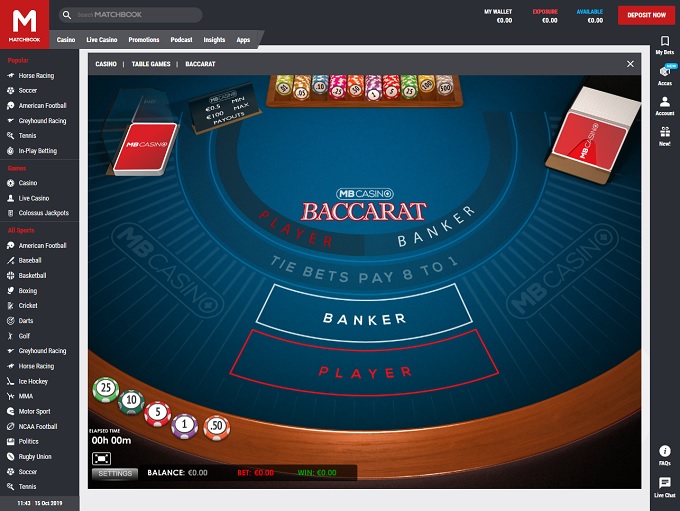 MATCHBOOK
Search MATCHBOOK
MY WALLET
€0.00
EXPOSURE
€0.00
AVAILABLE
€0.00
DEPOSIT NOW
Casino
Live Casino
Promotions
Podcast
Insights
Apps
Popular
Horse Racing
Soccer
American Football
Greyhound Racing
Tennis
In-Play Betting
Games
Casino
Live Casino
Colossus Jackpots
All Sports
American Football
Baseball
Basketball
Boxing
Cricket
Darts
Golf
Greyhound Racing
Horse Racing
Ice Hockey
MMA
Motor Sport
NCAA Football
Politics
Rugby Union
Soccer
Tennis
11:43 15 Oct 2019
CASINO | TABLE GAMES | BACCARAT
MBCASINO
€0.5 MIN
€100 MAX
PAYOUTS
MBCASINO
MBCASINO
BACCARAT
PLAYER
BANKER
TIE BETS PAY 8 TO 1
MBCASINO
MBCASINO
BANKER
PLAYER
25
10
5
1
.50
ELAPSED TIME
00h 00m
SETTINGS
BALANCE: €0.00
BET: €0.00
WIN: €0.00
My Bets
NEW
Accas
Account
New!
FAQs
Live Chat